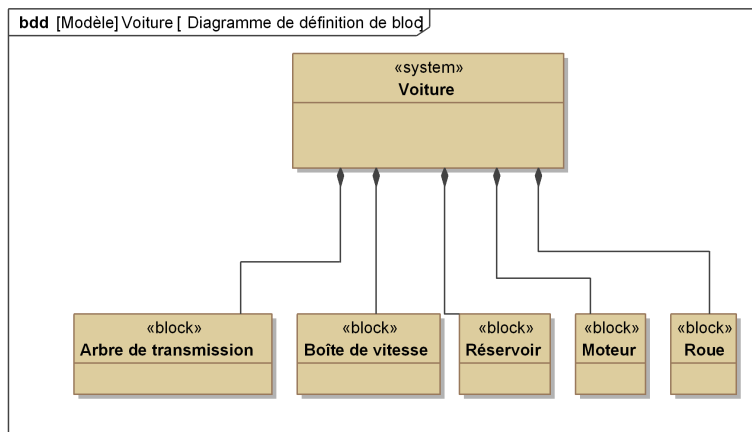 bdd [Modèle] Voiture [ Diagramme de définition de bloc]
«system»
Voiture
«block»
Arbre de transmission
«block»
Boîte de vitesse
«block»
Réservoir
«block»
Moteur
«block»
Roue